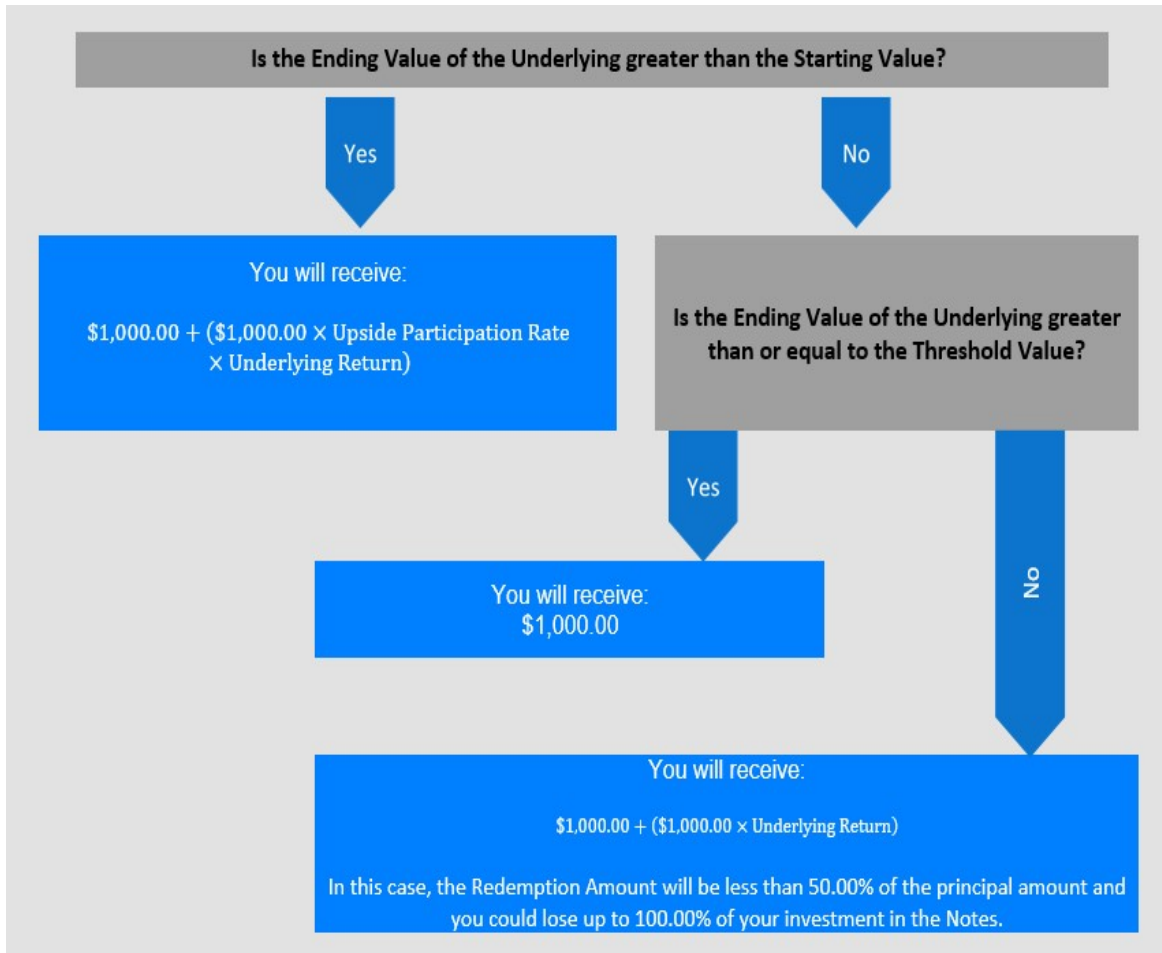 Is the Ending Value of the Underlying greater than the Starting Value?
Yes
No
You will receive:
$1,000.00 + ($1,000.00 × Upside Participation Rate
× Underlying Return)
Is the Ending Value of the Underlying greater
than or equal to the Threshold Value?
Yes
No
You will receive:
$1,000.00
You will receive:
$1,000.00 + ($1,000.00 × Underlying Return)
In this case, the Redemption Amount will be less than 50.00% of the principal amount and
you could lose up to 100.00% of your investment in the Notes.